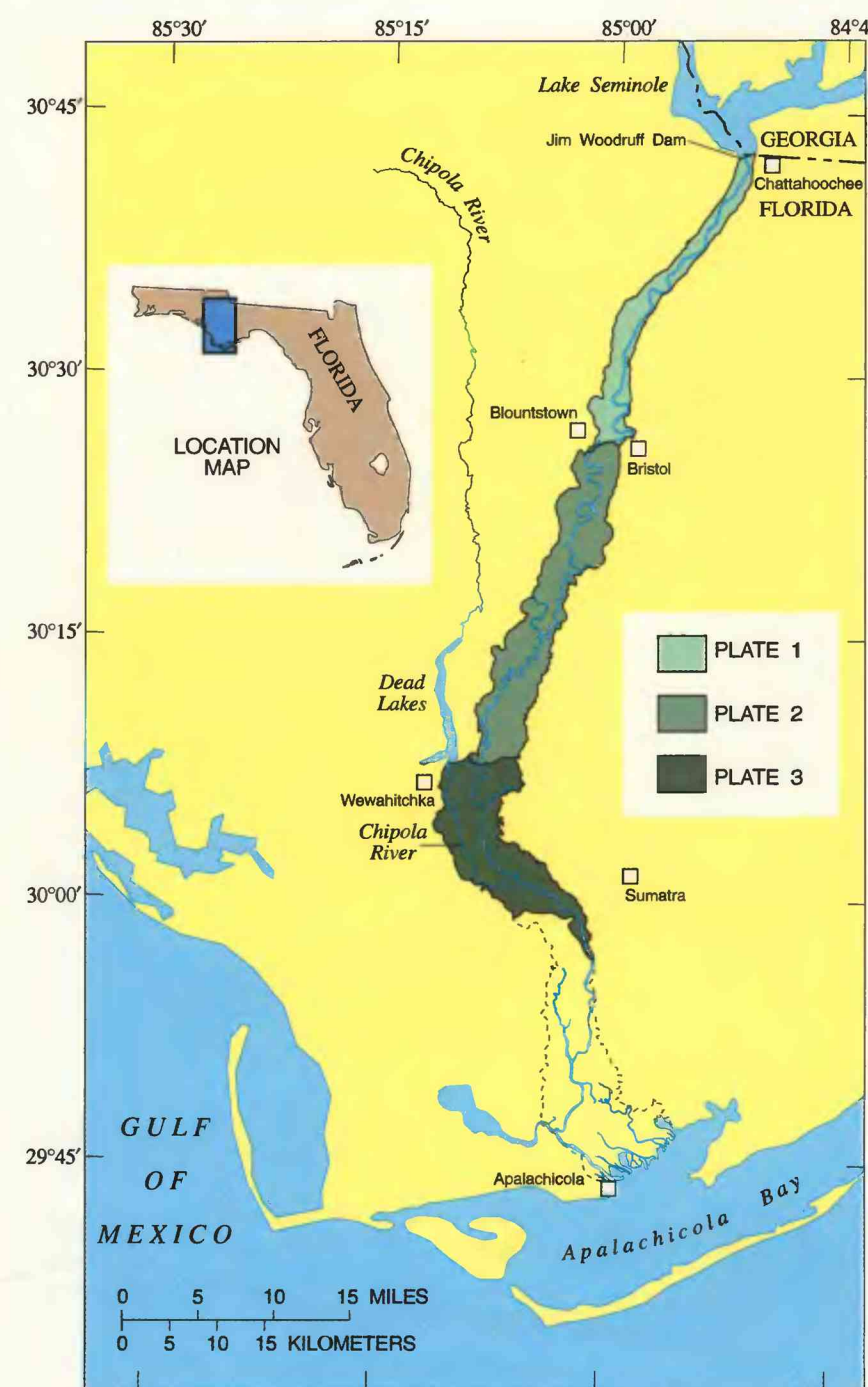 85°30′
85°15′
85°00′
30°45′
30°30′
30°15′
30°00′
29°45′
Lake Seminole
Jim Woodruff Dam
GEORGIA
Chattahoochee
FLORIDA
Chipola River
FLORIDA
LOCATION
MAP
Blountstown
Bristol
PLATE 1
PLATE 2
PLATE 3
Dead
Lakes
Wewahitchka
Chipola
River
Sumatra
GULF
OF
MEXICO
Apalachicola
Apalachicola Bay
0 5 10 15 MILES
0 5 10 15 KILOMETERS